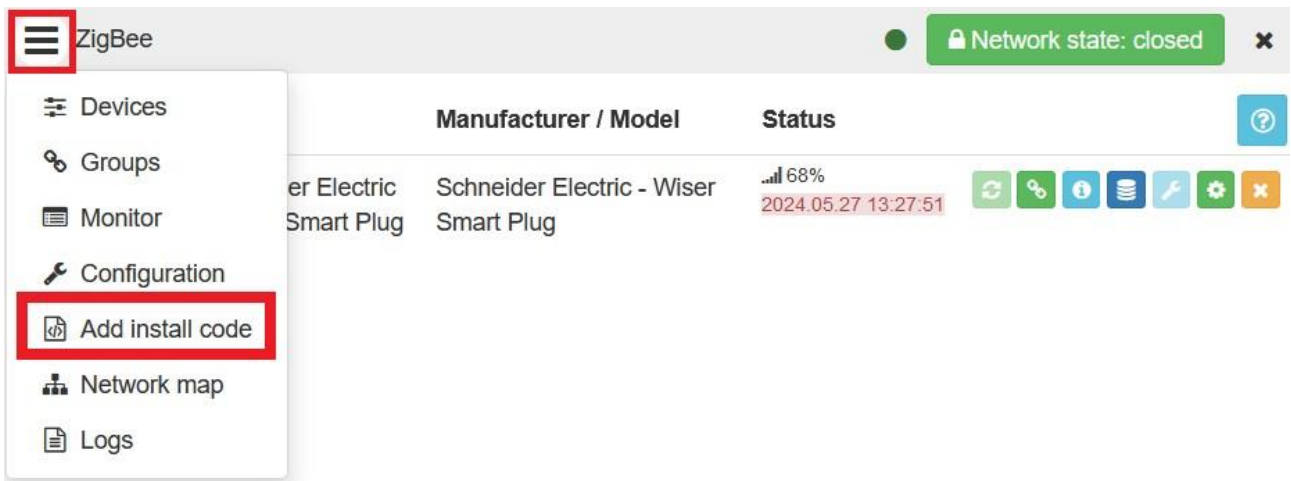 ZigBee
Network state: closed
Devices
Groups
Monitor
Configuration
Add install code
Network map
Logs
Manufacturer / Model
Status
er Electric
Smart Plug
Schneider Electric - Wiser
Smart Plug
68%
2024.05.27 13:27:51